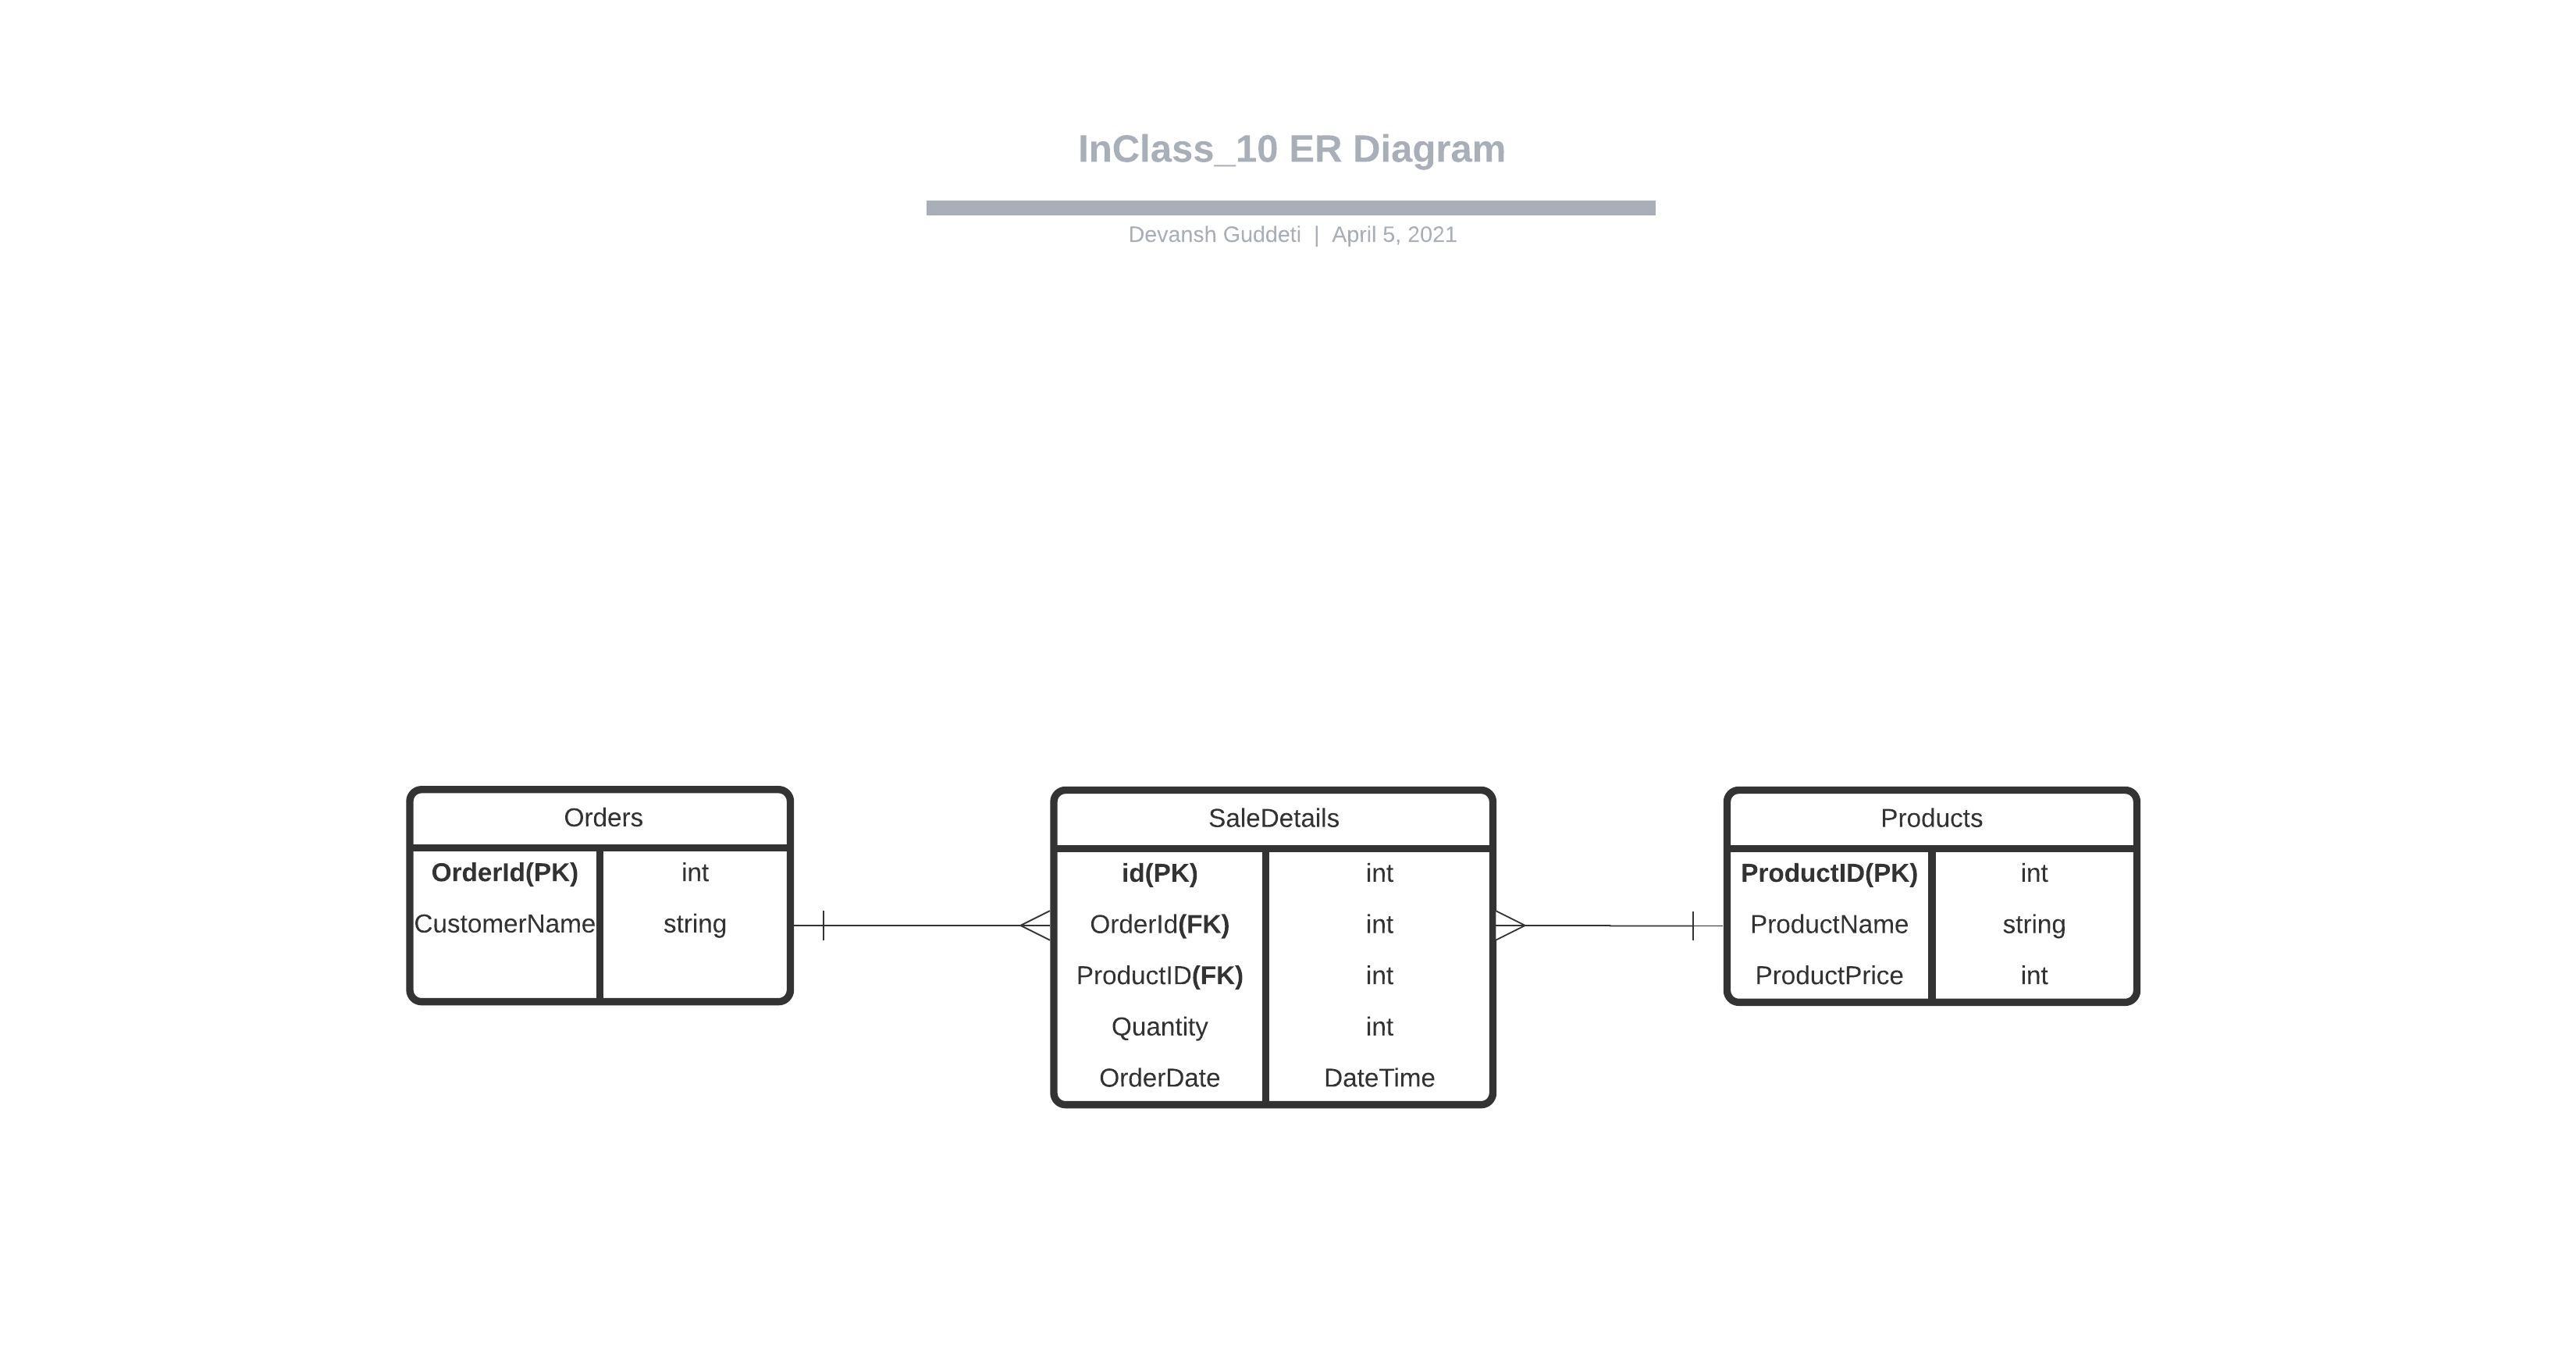 InClass_10 ER Diagram
Devansh Guddeti | April 5, 2021
Orders
OrderId(PK) int
CustomerName string
SaleDetails
id(PK) int
OrderId(FK) int
ProductID(FK) int
Quantity int
OrderDate DateTime
Products
ProductID(PK) int
ProductName string
ProductPrice int